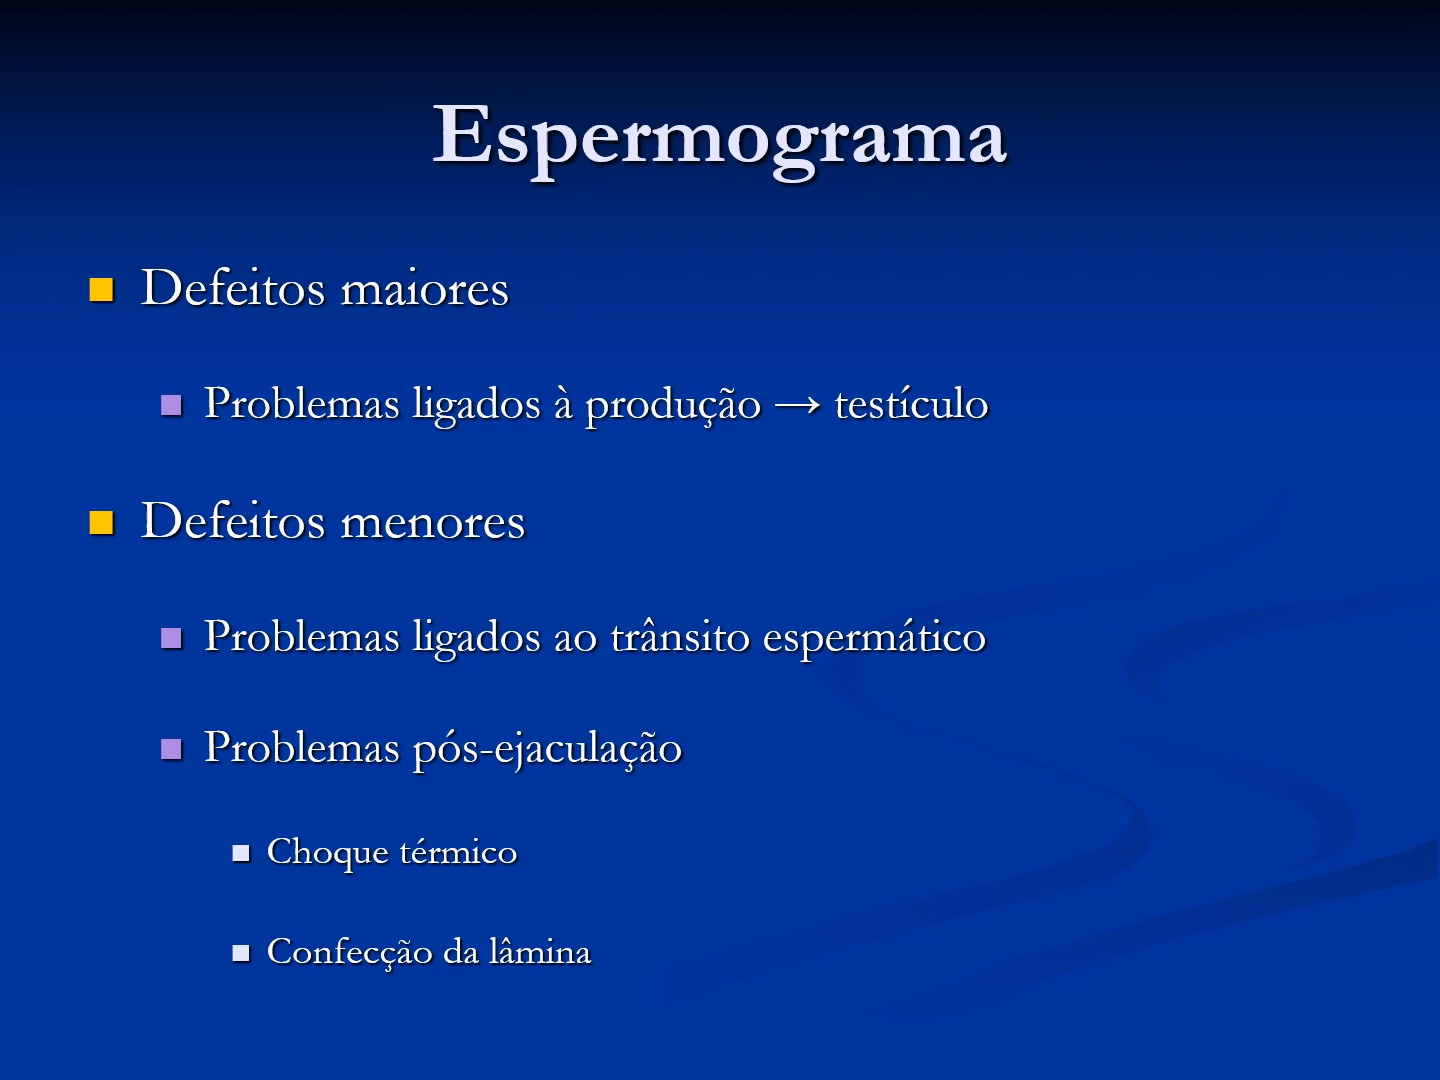 Espermograma
Defeitos maiores
Problemas ligados à produção → testículo
Defeitos menores
Problemas ligados ao trânsito espermático
Problemas pós-ejaculação
Choque térmico
Confecção da lâmina